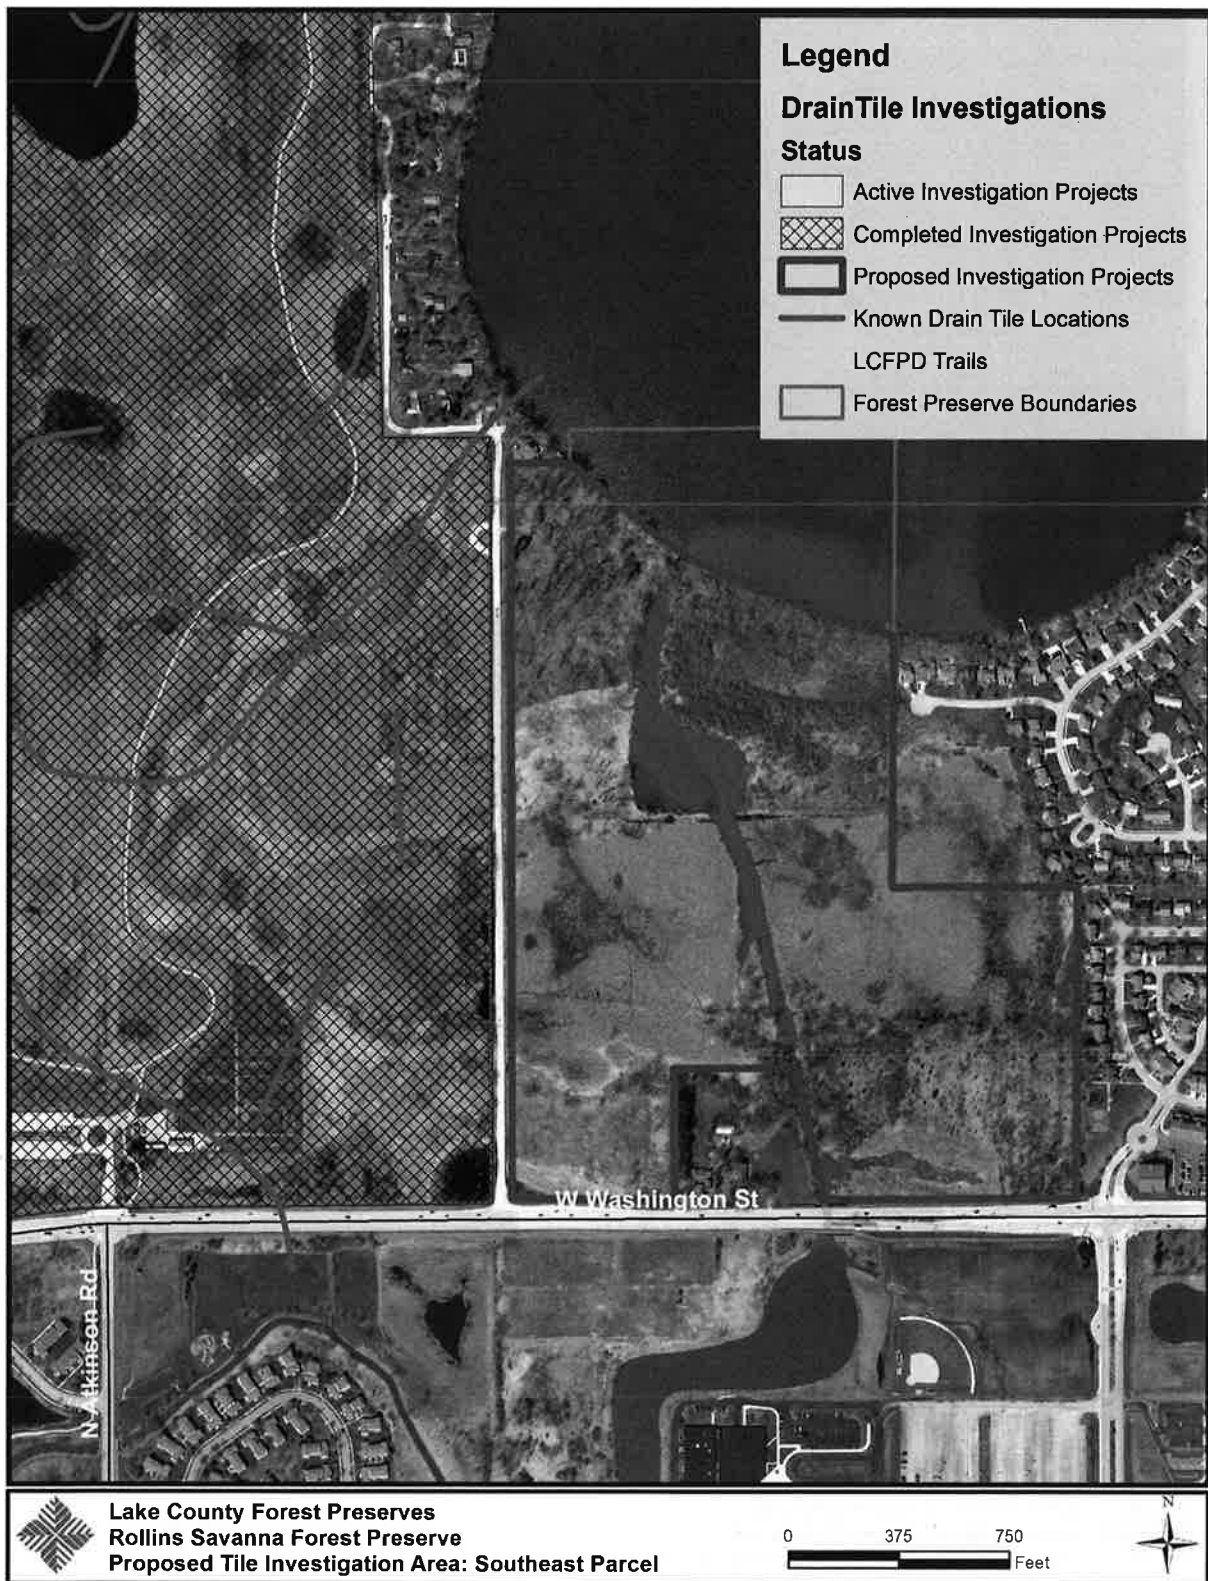 Legend
DrainTile Investigations
Status
Active Investigation Projects
Completed Investigation Projects
Proposed Investigation Projects
Known Drain Tile Locations
LCFPD Trails
Forest Preserve Boundaries
W Washington St
N Atkinson Rd
Lake County Forest Preserves
Rollins Savanna Forest Preserve
Proposed Tile Investigation Area: Southeast Parcel
0 375 750
Feet
N